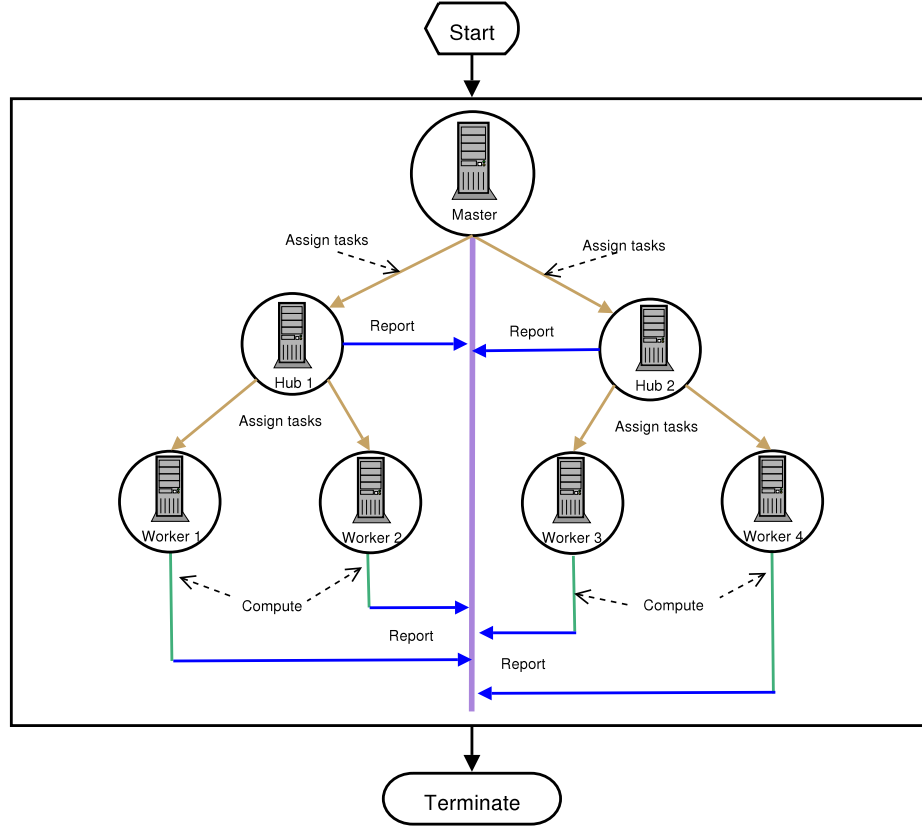 Start
Master
Assign tasks
Assign tasks
Report
Report
Hub 1
Hub 2
Assign tasks
Assign tasks
Worker 1
Worker 2
Worker 3
Worker 4
Compute
Compute
Report
Report
Terminate